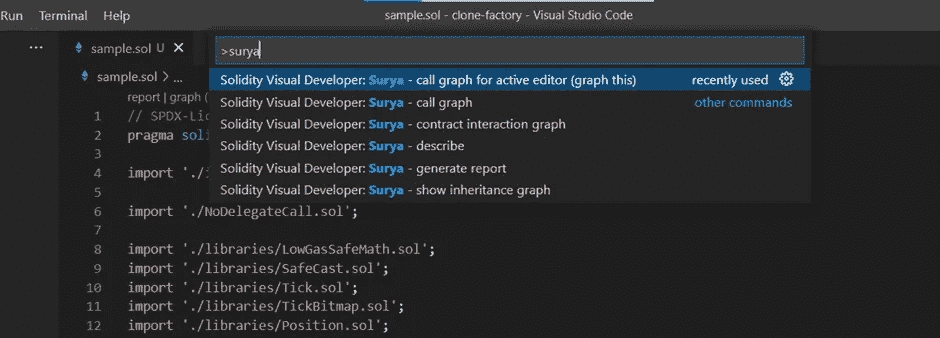 Run Terminal Help
sample.sol - clone-factory - Visual Studio Code
... sample.sol U
>surya
sample.sol > ...
Solidity Visual Developer: Surya - call graph for active editor (graph this) recently used
report | graph (
Solidity Visual Developer: Surya - call graph other commands
1 // SPDX-Lic
Solidity Visual Developer: Surya - contract interaction graph
2 pragma soli
Solidity Visual Developer: Surya - describe
3
Solidity Visual Developer: Surya - generate report
4 import './i
Solidity Visual Developer: Surya - show inheritance graph
5
6 import './NoDelegateCall.sol';
7
8 import './libraries/LowGasSafeMath.sol';
9 import './libraries/SafeCast.sol';
10 import './libraries/Tick.sol';
11 import './libraries/TickBitmap.sol';
12 import './libraries/Position.sol';